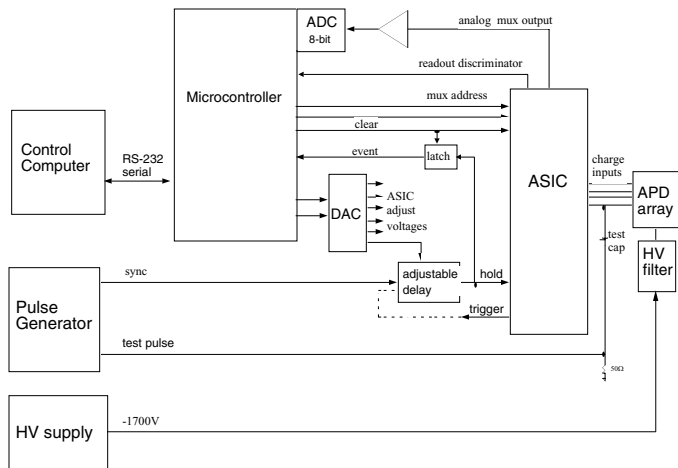 ADC
8-bit
analog mux output
readout discriminator
Microcontroller
mux address
clear
Control
Computer
RS-232
serial
event
latch
ASIC
charge
inputs
APD
array
DAC
ASIC
adjust
voltages
test
cap
HV
filter
sync
adjustable
delay
hold
Pulse
Generator
trigger
test pulse
50Ω
HV supply
-1700V